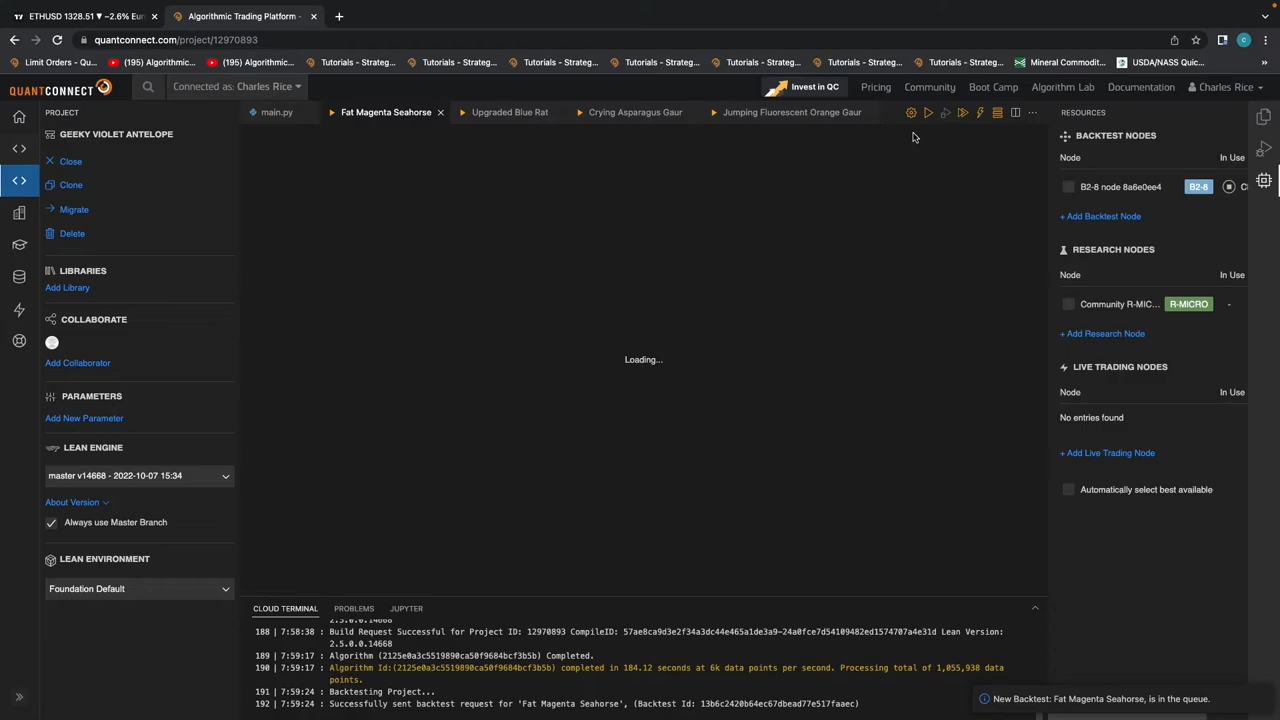 ETHUSD 1328.51 ▼ −2.6% Eur
Algorithmic Trading Platform -
quantconnect.com/project/12970893
Limit Orders - Qu...
(195) Algorithmic...
(195) Algorithmic...
Tutorials - Strateg...
Tutorials - Strateg...
Tutorials - Strateg...
Tutorials - Strateg...
Tutorials - Strateg...
Tutorials - Strateg...
Tutorials - Strateg...
Mineral Commodit...
USDA/NASS Quic...
QUANTCONNECT
Connected as: Charles Rice
Invest in QC
Pricing
Community
Boot Camp
Algorithm Lab
Documentation
Charles Rice
PROJECT
main.py
Fat Magenta Seahorse
Upgraded Blue Rat
Crying Asparagus Gaur
Jumping Fluorescent Orange Gaur
RESOURCES
GEEKY VIOLET ANTELOPE
Close
Clone
Migrate
Delete
LIBRARIES
Add Library
COLLABORATE
Add Collaborator
PARAMETERS
Add New Parameter
LEAN ENGINE
master v14668 - 2022-10-07 15:34
About Version
Always use Master Branch
LEAN ENVIRONMENT
Foundation Default
Loading...
BACKTEST NODES
Node In Use
B2-8 node 8a6e0ee4 B2-8
+ Add Backtest Node
RESEARCH NODES
Node In Use
Community R-MIC... R-MICRO -
+ Add Research Node
LIVE TRADING NODES
Node In Use
No entries found
+ Add Live Trading Node
Automatically select best available
CLOUD TERMINAL PROBLEMS JUPYTER
2.5.0.0.14668
188 | 7:58:38 : Build Request Successful for Project ID: 12970893 CompileID: 57ae8ca9d3e2f34a3dc44e465a1de3a9-24a0fce7d54109482ed1574707a4e31d Lean Version:
2.5.0.0.14668
189 | 7:59:17 : Algorithm (2125e0a3c5519890ca50f9684bcf3b5b) Completed.
190 | 7:59:17 : Algorithm Id:(2125e0a3c5519890ca50f9684bcf3b5b) completed in 184.12 seconds at 6k data points per second. Processing total of 1,055,938 data
points.
191 | 7:59:24 : Backtesting Project...
192 | 7:59:24 : Successfully sent backtest request for 'Fat Magenta Seahorse', (Backtest Id: 13b6c2420b64ec67dbead77e517faaec)
New Backtest: Fat Magenta Seahorse, is in the queue.